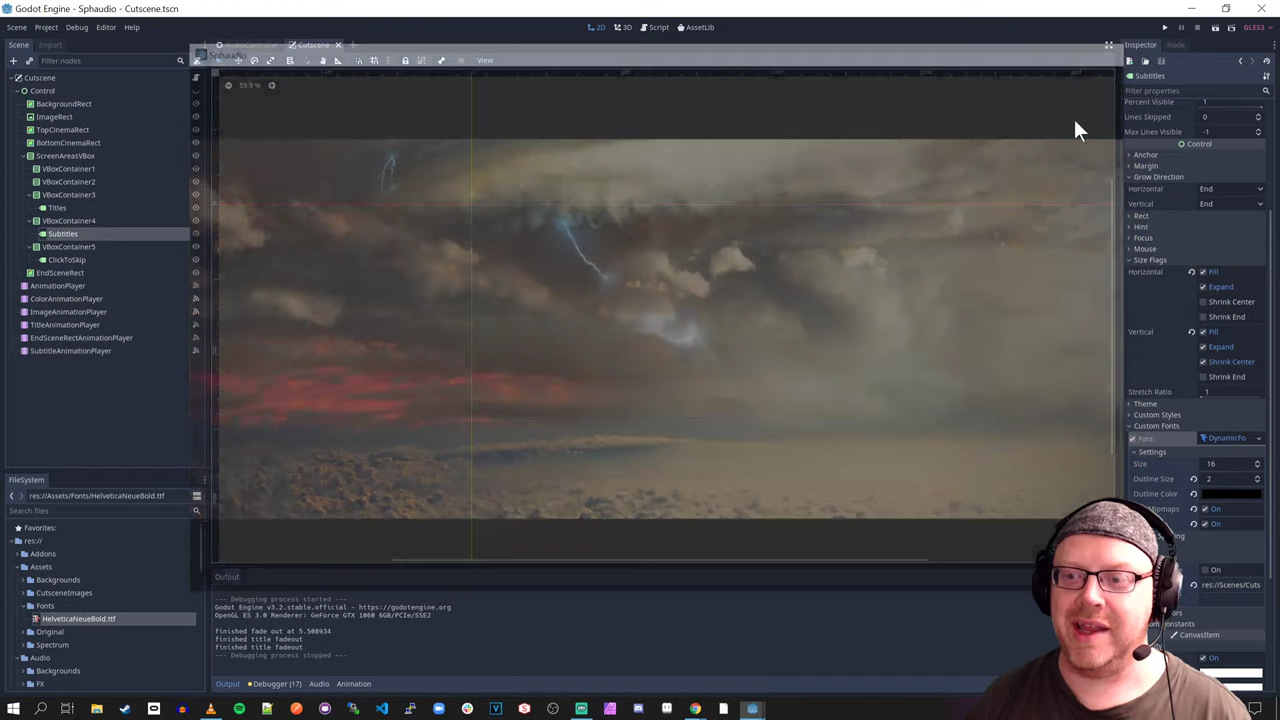 Godot Engine - Sphaudio - Cutscene.tscn
Scene Project Debug Editor Help
2D 3D Script AssetLib
GLES3
Scene Import
Cutscene
Inspector Node
Sphaudio
Filter nodes
View
Cutscene
Control
BackgroundRect
ImageRect
TopCinemaRect
BottomCinemaRect
ScreenAreasVBox
VBoxContainer1
VBoxContainer2
VBoxContainer3
Titles
VBoxContainer4
Subtitles
VBoxContainer5
ClickToSkip
EndSceneRect
AnimationPlayer
ColorAnimationPlayer
ImageAnimationPlayer
TitleAnimationPlayer
EndSceneRectAnimationPlayer
SubtitleAnimationPlayer
59.9 %
FileSystem
res://Assets/Fonts/HelveticaNeueBold.ttf
Search files
Favorites:
res://
Addons
Assets
Backgrounds
CutsceneImages
Fonts
HelveticaNeueBold.ttf
Original
Spectrum
Audio
Backgrounds
FX
Output:
--- Debugging process started ---
Godot Engine v3.2.stable.official - https://godotengine.org
OpenGL ES 3.0 Renderer: GeForce GTX 1060 6GB/PCIe/SSE2
finished fade out at 5.508934
finished title fadeout
finished title fadeout
--- Debugging process stopped ---
Output Debugger (17) Audio Animation
Subtitles
Filter properties
Percent Visible 1
Lines Skipped 0
Max Lines Visible -1
Control
Anchor
Margin
Grow Direction
Horizontal End
Vertical End
Rect
Hint
Focus
Mouse
Size Flags
Horizontal Fill
Expand
Shrink Center
Shrink End
Vertical Fill
Expand
Shrink Center
Shrink End
Stretch Ratio 1
Theme
Custom Styles
Custom Fonts
Font DynamicFo
Settings
Size 16
Outline Size 2
Outline Color
On
On
On
res://Scenes/Cuts
CanvasItem
On